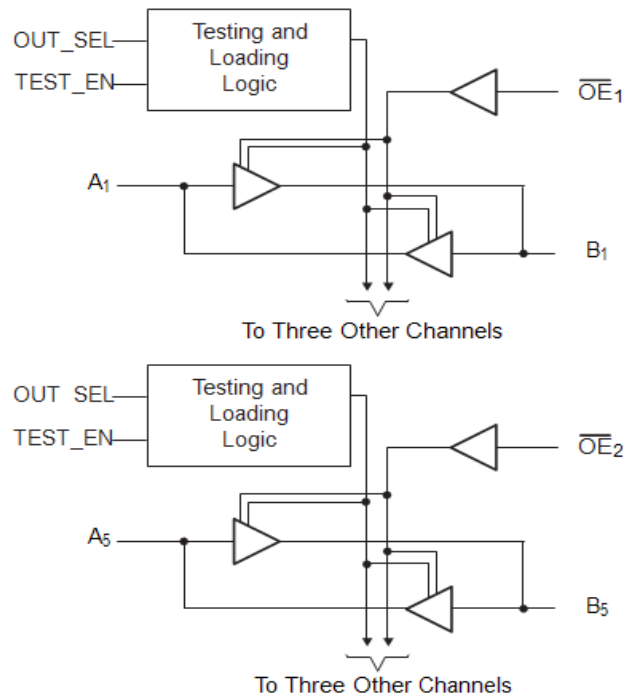 OUT_SEL
TEST_EN
Testing and
Loading
Logic
OE1
A1
B1
To Three Other Channels
OUT SEL
TEST_EN
Testing and
Loading
Logic
OE2
A5
B5
To Three Other Channels